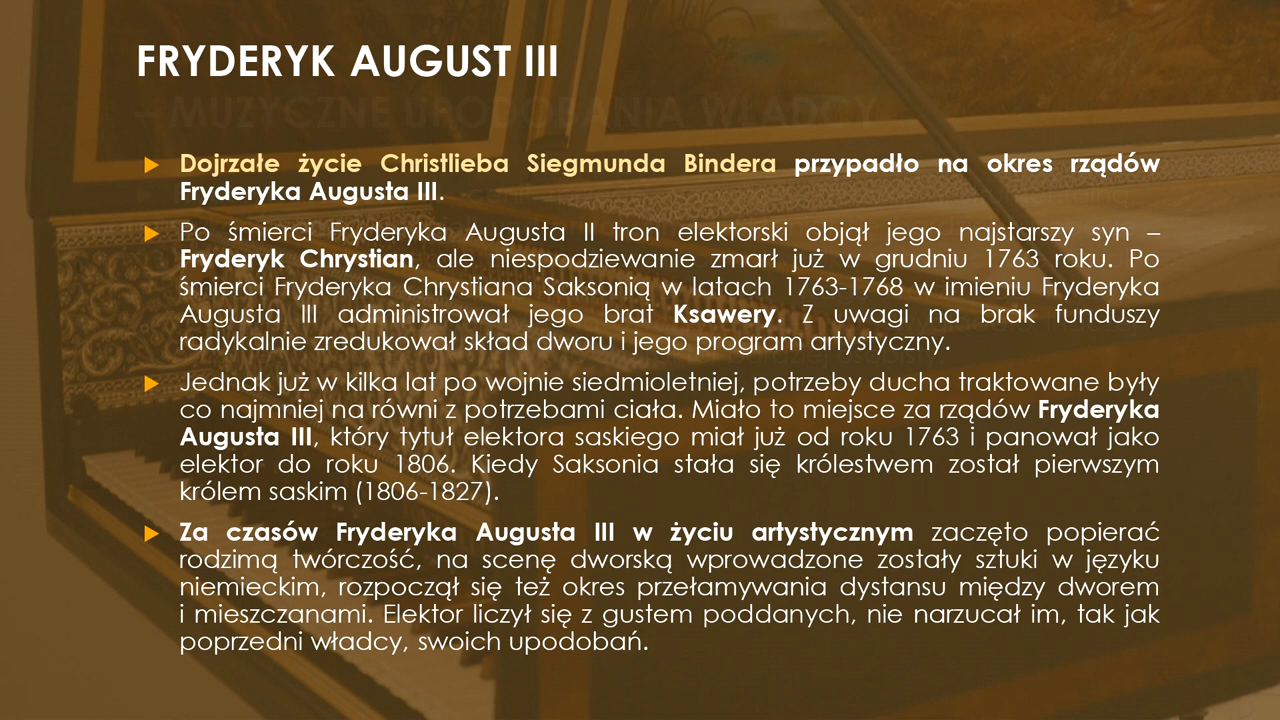 FRYDERYK AUGUST III
– MUZYCZNE UPODOBANIA WŁADCY
Dojrzałe życie Christlieba Siegmunda Bindera przypadło na okres rządów
Fryderyka Augusta III.
Po śmierci Fryderyka Augusta II tron elektorski objął jego najstarszy syn –
Fryderyk Chrystian, ale niespodziewanie zmarł już w grudniu 1763 roku. Po
śmierci Fryderyka Chrystiana Saksonią w latach 1763-1768 w imieniu Fryderyka
Augusta III administrował jego brat Ksawery. Z uwagi na brak funduszy
radykalnie zredukował skład dworu i jego program artystyczny.
Jednak już w kilka lat po wojnie siedmioletniej, potrzeby ducha traktowane były
co najmniej na równi z potrzebami ciała. Miało to miejsce za rządów Fryderyka
Augusta III, który tytuł elektora saskiego miał już od roku 1763 i panował jako
elektor do roku 1806. Kiedy Saksonia stała się królestwem został pierwszym
królem saskim (1806-1827).
Za czasów Fryderyka Augusta III w życiu artystycznym zaczęto popierać
rodzimą twórczość, na scenę dworską wprowadzone zostały sztuki w języku
niemieckim, rozpoczął się też okres przełamywania dystansu między dworem
i mieszczanami. Elektor liczył się z gustem poddanych, nie narzucał im, tak jak
poprzedni władcy, swoich upodobań.